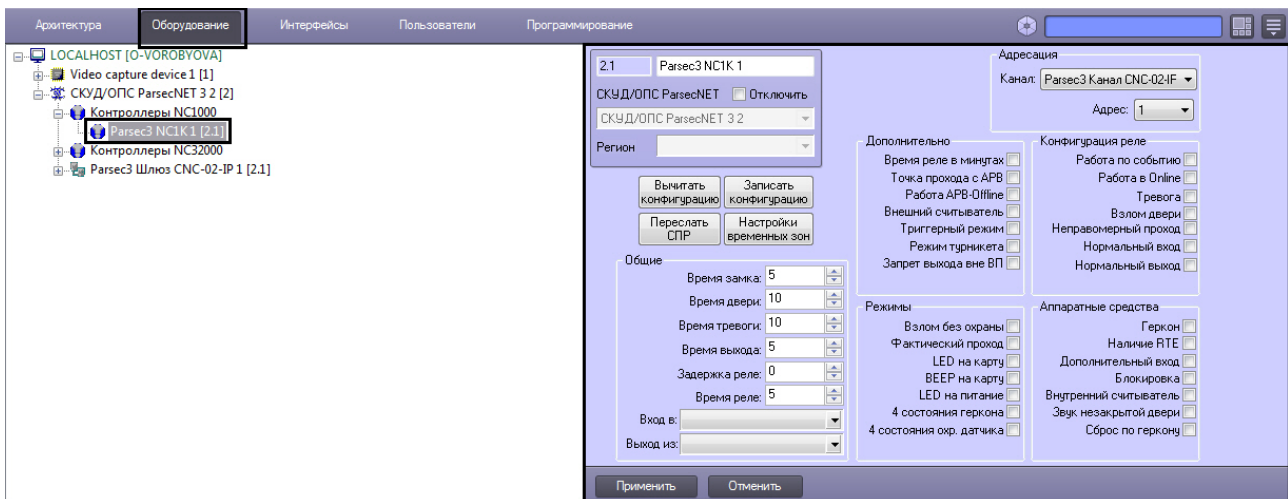 Архитектура Оборудование Интерфейсы Пользователи Программирование
LOCALHOST [O-VOROBYOVA]
Video capture device 1 [1]
СКУД/ОПС ParsecNET 3 2 [2]
Контроллеры NC1000
Parsec3 NC1K 1 [2.1]
Контроллеры NC32000
Parsec3 Шлюз CNC-02-IP 1 [2.1]
2.1 Parsec3 NC1K 1
СКУД/ОПС ParsecNET Отключить
СКУД/ОПС ParsecNET 3 2
Регион
Вычитать конфигурацию
Записать конфигурацию
Переслать СПР
Настройки временных зон
Общие
Время замка: 5
Время двери: 10
Время тревоги: 10
Время выхода: 5
Задержка реле: 0
Время реле: 5
Вход в:
Выход из:
Адресация
Канал: Parsec3 Канал CNC-02-IF
Адрес: 1
Дополнительно
Время реле в минутах
Точка прохода с APB
Работа APB-Offline
Внешний считыватель
Триггерный режим
Режим турникета
Запрет выхода вне ВП
Конфигурация реле
Работа по событию
Работа в Online
Тревога
Взлом двери
Неправомерный проход
Нормальный вход
Нормальный выход
Режимы
Взлом без охраны
Фактический проход
LED на карту
BEEP на карту
LED на питание
4 состояния геркона
4 состояния охр. датчика
Аппаратные средства
Геркон
Наличие RTE
Дополнительный вход
Блокировка
Внутренний считыватель
Звук незакрытой двери
Сброс по геркону
Применить Отменить